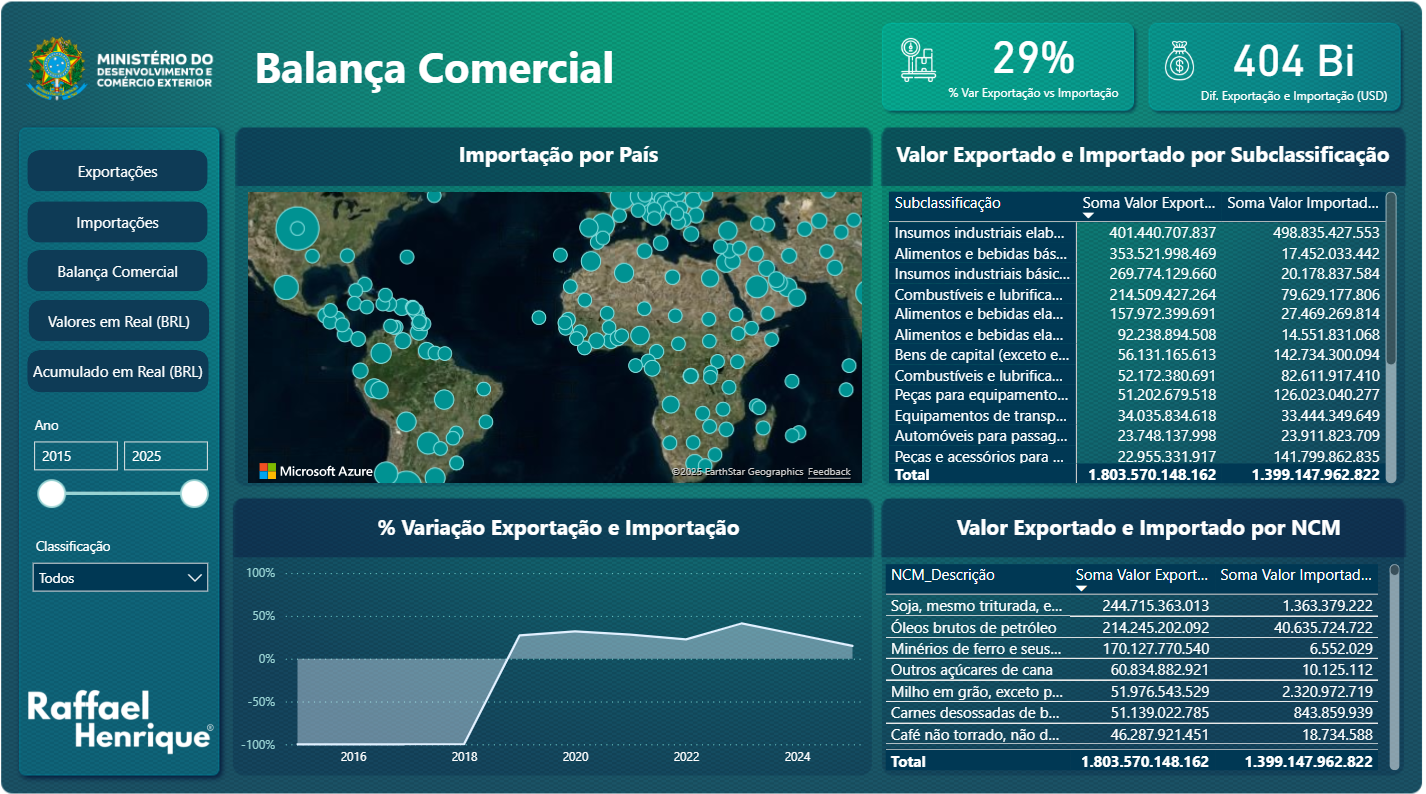 MINISTÉRIO DO
DESENVOLVIMENTO E
COMÉRCIO EXTERIOR
Balança Comercial
29%
% Var Exportação vs Importação
404 Bi
Dif. Exportação e Importação (USD)
Exportações
Importações
Balança Comercial
Valores em Real (BRL)
Acumulado em Real (BRL)
Ano
2015 2025
Classificação
Todos
Raffael
Henrique®
Importação por País
Microsoft Azure
©2025 EarthStar Geographics Feedback
Valor Exportado e Importado por Subclassificação
Subclassificação Soma Valor Export... Soma Valor Importad...
Insumos industriais elab... 401.440.707.837 498.835.427.553
Alimentos e bebidas bás... 353.521.998.469 17.452.033.442
Insumos industriais básic... 269.774.129.660 20.178.837.584
Combustíveis e lubrifica... 214.509.427.264 79.629.177.806
Alimentos e bebidas ela... 157.972.399.691 27.469.269.814
Alimentos e bebidas ela... 92.238.894.508 14.551.831.068
Bens de capital (exceto e... 56.131.165.613 142.734.300.094
Combustíveis e lubrifica... 52.172.380.691 82.611.917.410
Peças para equipamento... 51.202.679.518 126.023.040.277
Equipamentos de transp... 34.035.834.618 33.444.349.649
Automóveis para passag... 23.748.137.998 23.911.823.709
Peças e acessórios para ... 22.955.331.917 141.799.862.835
Total 1.803.570.148.162 1.399.147.962.822
% Variação Exportação e Importação
100%
50%
0%
-50%
-100%
2016 2018 2020 2022 2024
Valor Exportado e Importado por NCM
NCM_Descrição Soma Valor Export... Soma Valor Importad...
Soja, mesmo triturada, e... 244.715.363.013 1.363.379.222
Óleos brutos de petróleo 214.245.202.092 40.635.724.722
Minérios de ferro e seus... 170.127.770.540 6.552.029
Outros açúcares de cana 60.834.882.921 10.125.112
Milho em grão, exceto p... 51.976.543.529 2.320.972.719
Carnes desossadas de b... 51.139.022.785 843.859.939
Café não torrado, não d... 46.287.921.451 18.734.588
Total 1.803.570.148.162 1.399.147.962.822